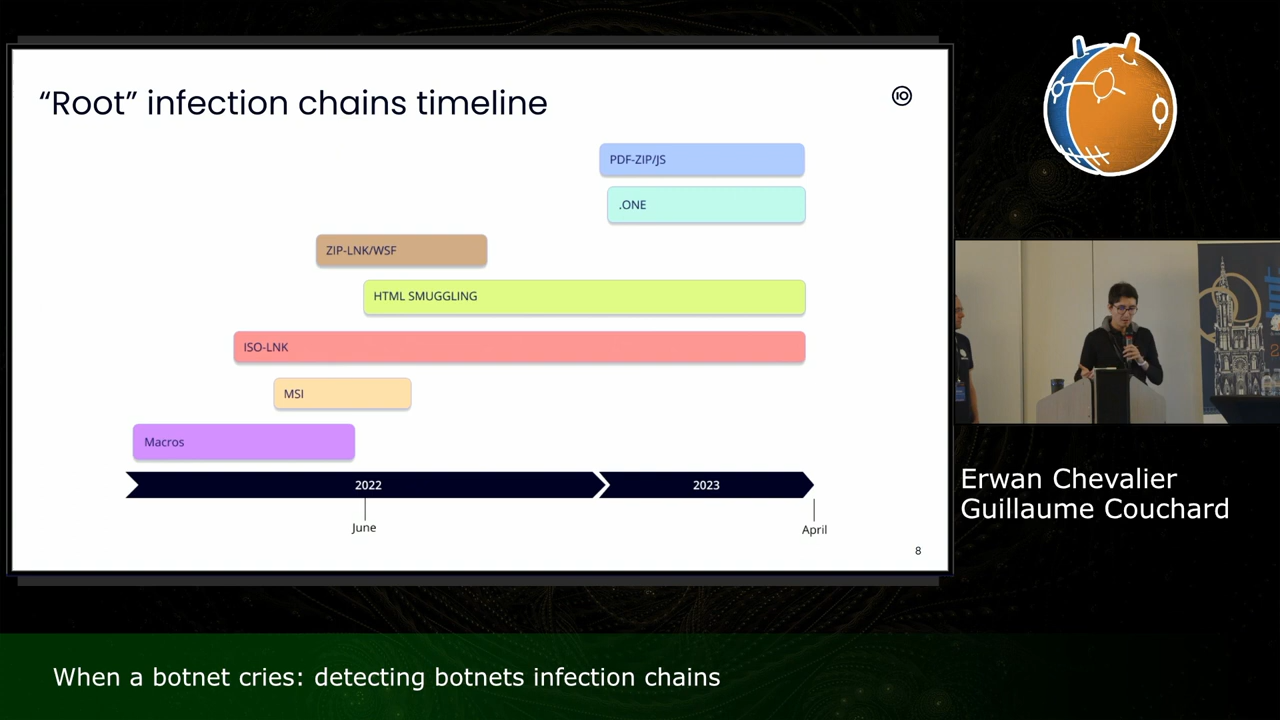 “Root” infection chains timeline
IO
PDF-ZIP/JS
.ONE
ZIP-LNK/WSF
HTML SMUGGLING
ISO-LNK
MSI
Macros
2022
2023
June
April
8
Erwan Chevalier
Guillaume Couchard
When a botnet cries: detecting botnets infection chains